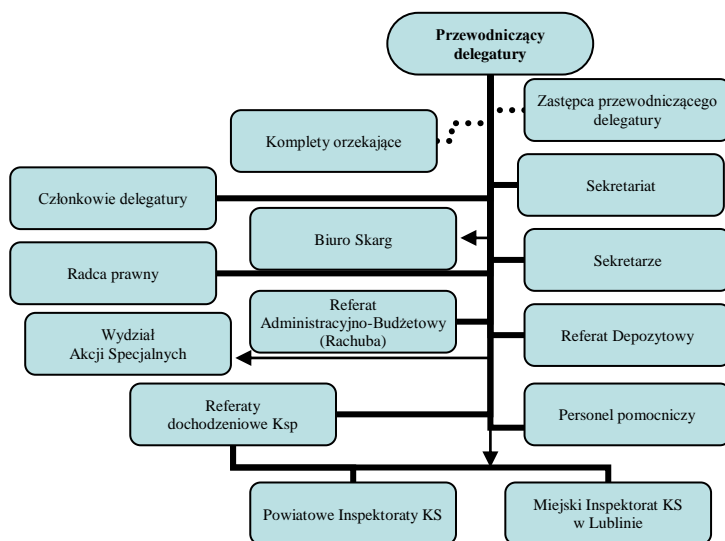 Przewodniczący
delegatury
Zastępca przewodniczącego
delegatury
Komplety orzekające
Członkowie delegatury
Sekretariat
Biuro Skarg
Sekretarze
Radca prawny
Referat
Administracyjno-Budżetowy
(Rachuba)
Wydział
Akcji Specjalnych
Referat Depozytowy
Referaty
dochodzeniowe Ksp
Personel pomocniczy
Powiatowe Inspektoraty KS
Miejski Inspektorat KS
w Lublinie